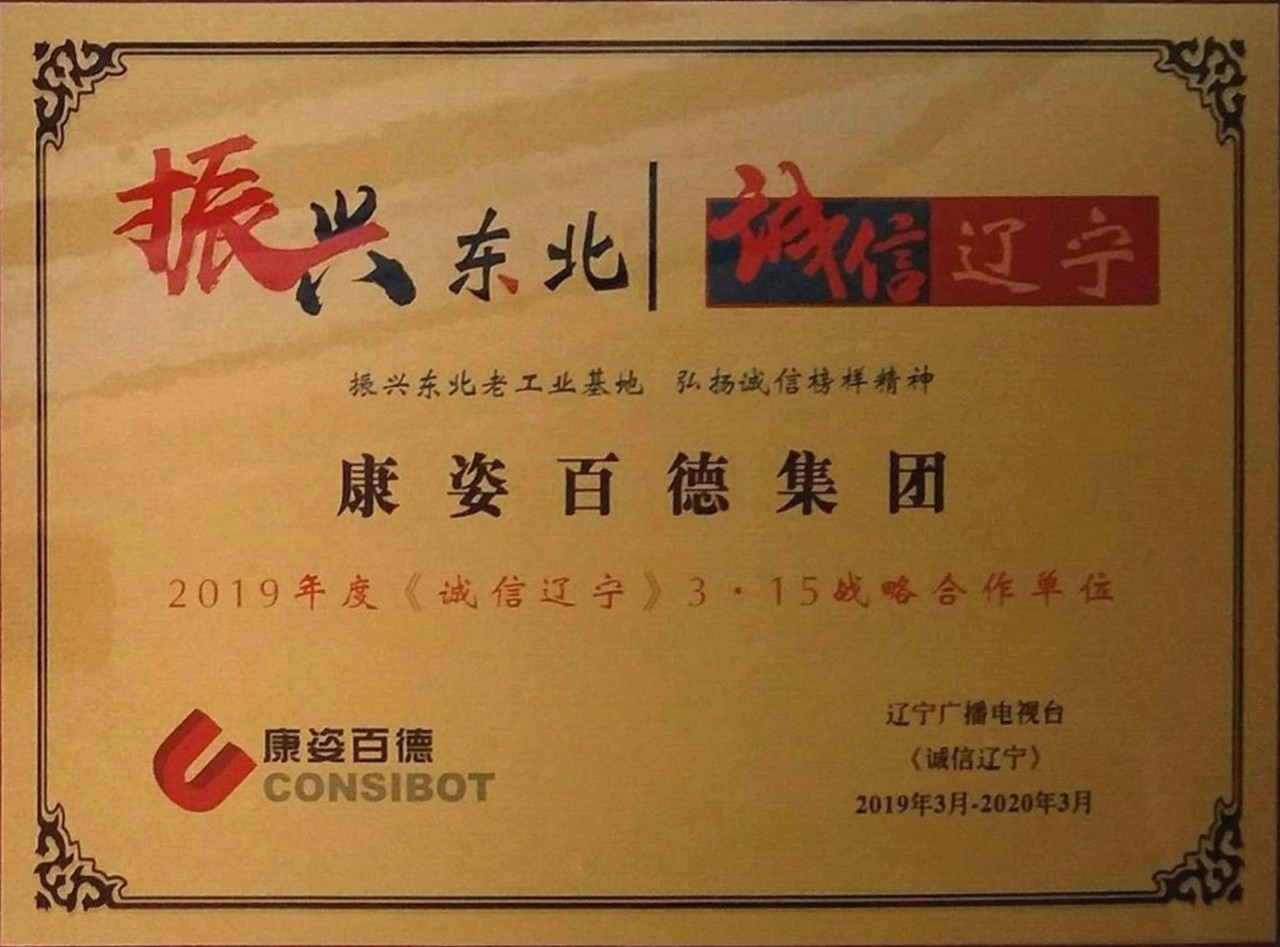 振兴东北 | 誠信辽宁
振兴东北老工业基地 弘扬诚信榜样精神
康姿百德集团
2019年度《诚信辽宁》3·15战略合作单位
康姿百德
CONSIBOT
辽宁广播电视台
《诚信辽宁》
2019年3月-2020年3月